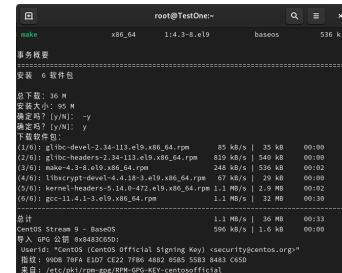 root@TestOne:~
make x86_64 1:4.3-8.el9 baseos 536 k
事务概要
安装 6 软件包
总下载：36 M
安装大小：95 M
确定吗？[y/N]： -y
确定吗？[y/N]： y
下载软件包：
(1/6): glibc-devel-2.34-113.el9.x86_64.rpm 85 kB/s | 35 kB 00:00
(2/6): glibc-headers-2.34-113.el9.x86_64.rpm 819 kB/s | 540 kB 00:00
(3/6): make-4.3-8.el9.x86_64.rpm 248 kB/s | 536 kB 00:02
(4/6): libxcrypt-devel-4.4.18-3.el9.x86_64.rpm 67 kB/s | 29 kB 00:00
(5/6): kernel-headers-5.14.0-472.el9.x86_64.rpm 1.1 MB/s | 2.9 MB 00:02
(6/6): gcc-11.4.1-3.el9.x86_64.rpm 1.1 MB/s | 32 MB 00:30
总计 1.1 MB/s | 36 MB 00:33
CentOS Stream 9 - BaseOS 596 kB/s | 1.6 kB 00:00
导入 GPG 公钥 0x8483C65D:
Userid: "CentOS (CentOS Official Signing Key) <security@centos.org>"
指纹: 99DB 70FA E1D7 CE22 7FB6 4882 05B5 55B3 8483 C65D
来自: /etc/pki/rpm-gpg/RPM-GPG-KEY-centosofficial